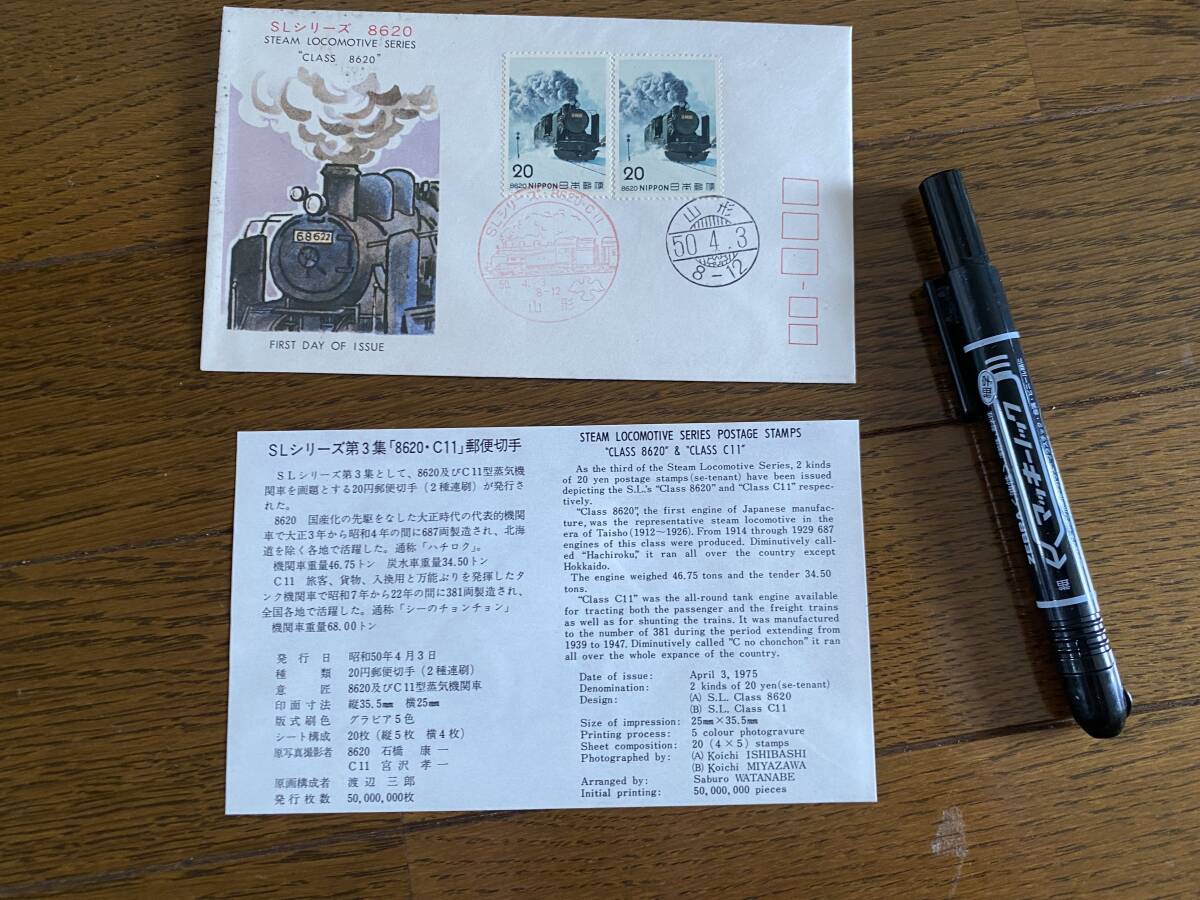 SLシリーズ 8620
STEAM LOCOMOTIVE SERIES
"CLASS 8620"
68622
FIRST DAY OF ISSUE
20
8620 NIPPON 日本郵便
20
8620 NIPPON 日本郵便
SLシリーズ・8620・C11
50. 4. 3
8-12
山形
山形
50 4.3
8-12
SLシリーズ第3集「8620・C11」郵便切手
SLシリーズ第3集として、8620及びC11型蒸気機
関車を画題とする20円郵便切手(2種連刷)が発行さ
れた。
8620 国産化の先駆をなした大正時代の代表的機関
車で大正3年から昭和4年の間に687両製造され、北海
道を除く各地で活躍した。通称「ハチロク」。
機関車重量46.75トン 炭水車重量34.50トン
C11 旅客、貨物、入換用と万能ぶりを発揮したタ
ンク機関車で昭和7年から22年の間に381両製造され、
全国各地で活躍した。通称「シーのチョンチョン」
機関車重量68.00トン
発行日 昭和50年4月3日
種類 20円郵便切手(2種連刷)
意匠 8620及びC11型蒸気機関車
印面寸法 縦35.5㎜ 横25㎜
版式刷色 グラビア5色
シート構成 20枚(縦5枚 横4枚)
原写真撮影者 8620 石橋康一
C11 宮沢孝一
原画構成者 渡辺三郎
発行枚数 50,000,000枚
STEAM LOCOMOTIVE SERIES POSTAGE STAMPS
"CLASS 8620" & "CLASS C11"
As the third of the Steam Locomotive Series, 2 kinds
of 20 yen postage stamps (se-tenant) have been issued
depicting the S.L.'s "Class 8620" and "Class C11" respec-
tively.
"Class 8620", the first engine of Japanese manufac-
ture, was the representative steam locomotive in the
era of Taisho (1912~1926). From 1914 through 1929 687
engines of this class were produced. Diminutively call-
ed "Hachiroku", it ran all over the country except
Hokkaido.
The engine weighed 46.75 tons and the tender 34.50
tons.
"Class C11" was the all-round tank engine available
for tracting both the passenger and the freight trains
as well as for shunting the trains. It was manufactured
to the number of 381 during the period extending from
1939 to 1947. Diminutively called "C no chonchon" it ran
all over the whole expance of the country.
Date of issue: April 3, 1975
Denomination: 2 kinds of 20 yen (se-tenant)
Design: (A) S.L. Class 8620
(B) S.L. Class C11
Size of impression: 25㎜×35.5㎜
Printing process: 5 colour photogravure
Sheet composition: 20 (4×5) stamps
Photographed by: (A) Koichi ISHIBASHI
(B) Koichi MIYAZAWA
Arranged by: Saburo WATANABE
Initial printing: 50,000,000 pieces
マッキー
ZEBRA
黒